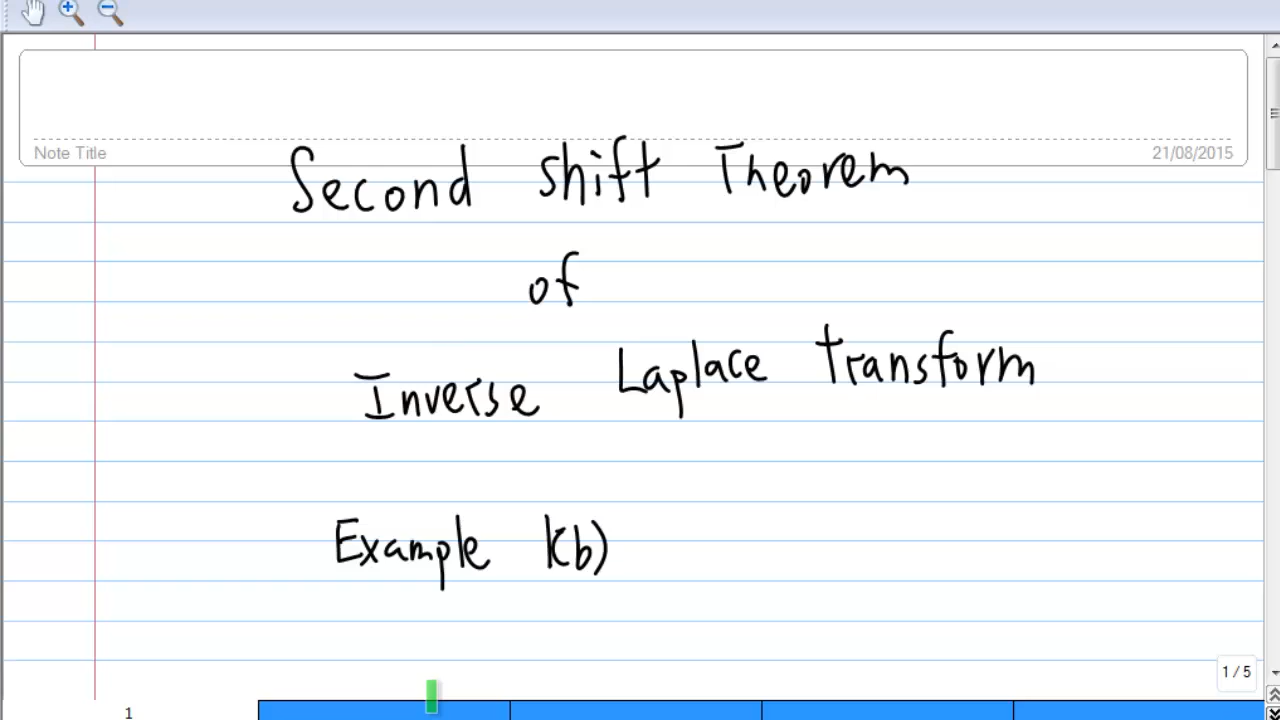 Note Title
21/08/2015
Second shift Theorem
of
Inverse Laplace transform
Example 1(b)
1 / 5
1